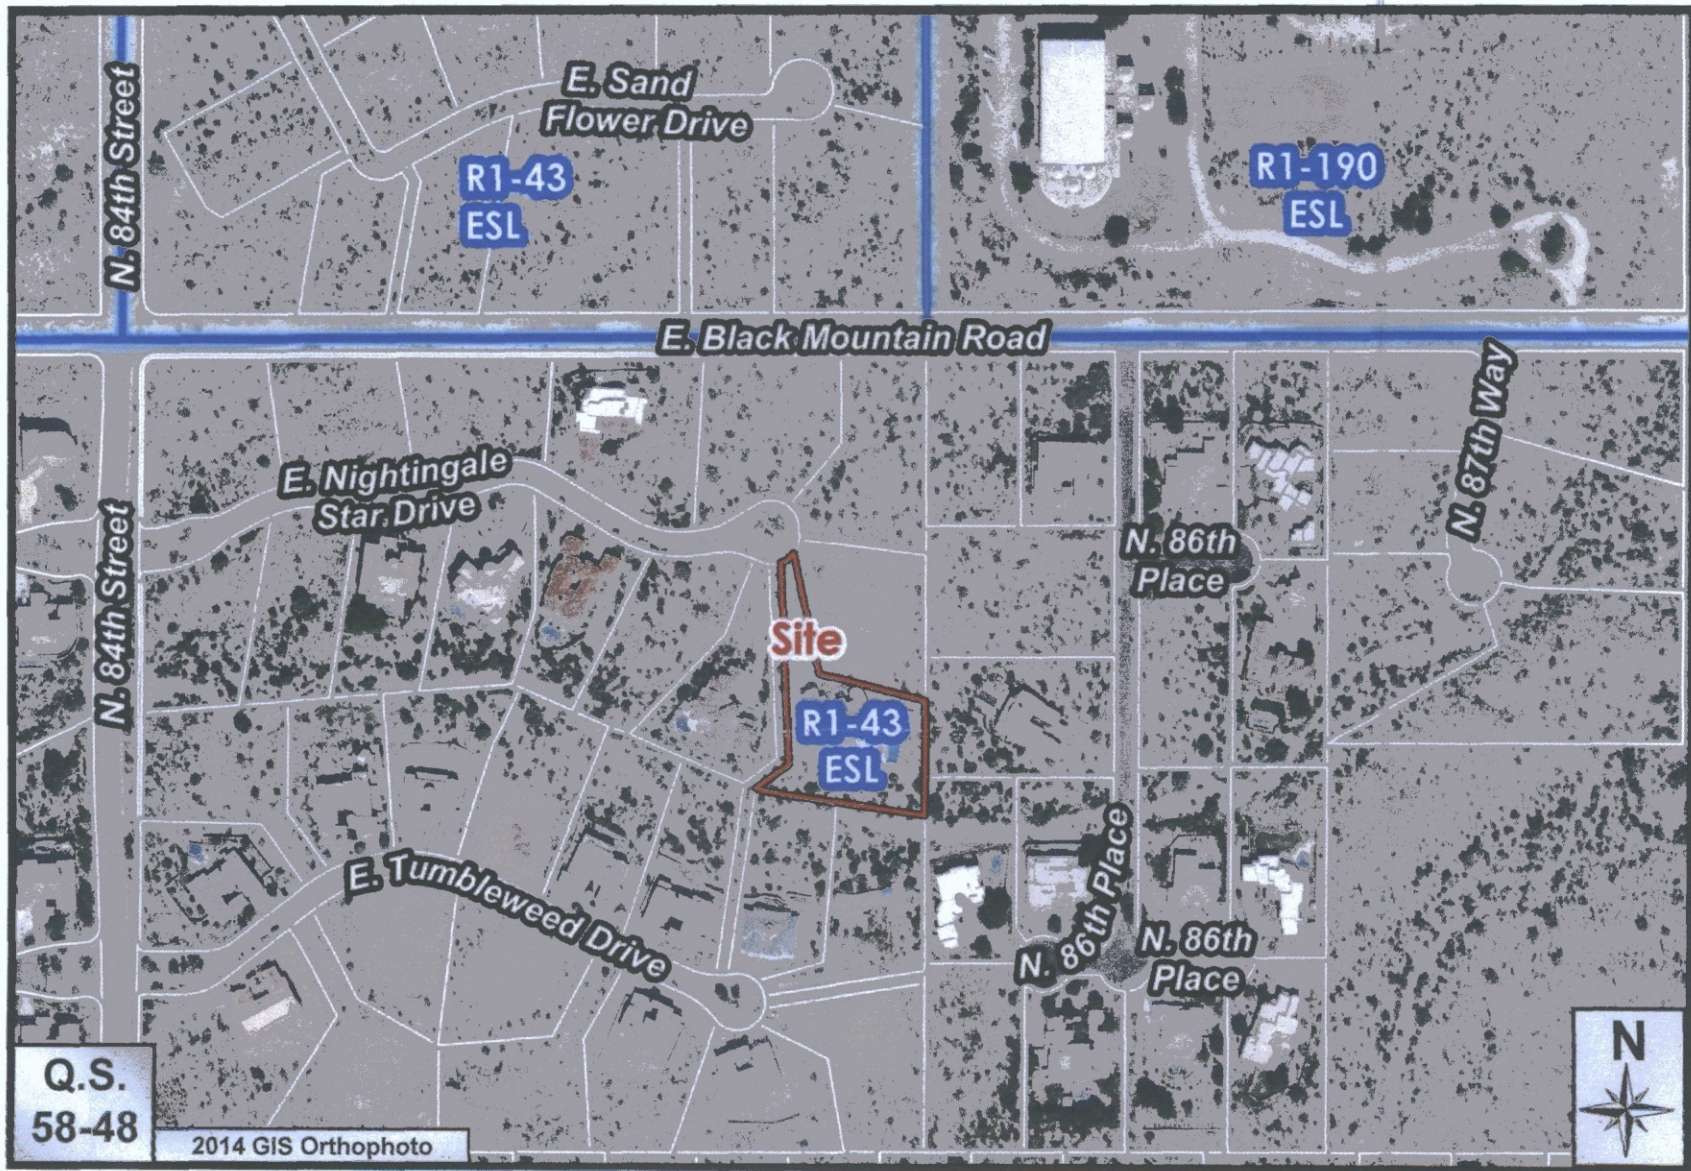 E. Sand
Flower Drive
N. 84th Street
R1-43
ESL
R1-190
ESL
E. Black Mountain Road
N. 87th Way
E. Nightingale
Star Drive
N. 84th Street
N. 86th
Place
Site
R1-43
ESL
E. Tumbleweed Drive
N. 86th Place
N. 86th
Place
Q.S.
58-48
2014 GIS Orthophoto
N